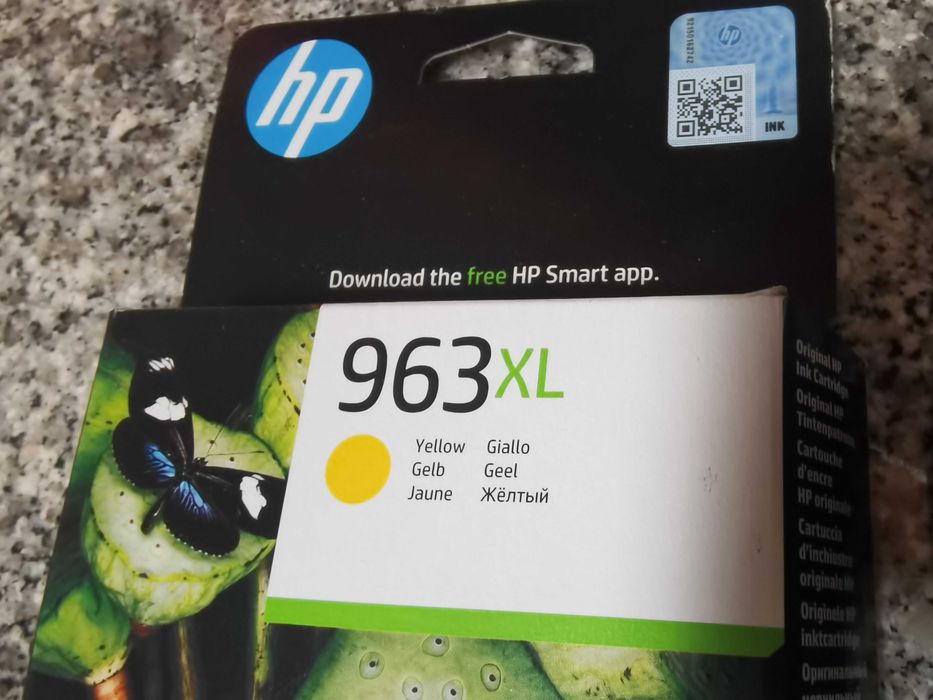 hp
hp
INK
Download the free HP Smart app.
963XL
Yellow Giallo
Gelb Geel
Jaune Жёлтый
Original HP
Ink Cartridge
Original HP
Cartouche
d'encre
HP originale
Cartuccia
d'inchiostro
originale HP
Originele HP
inktcartridge